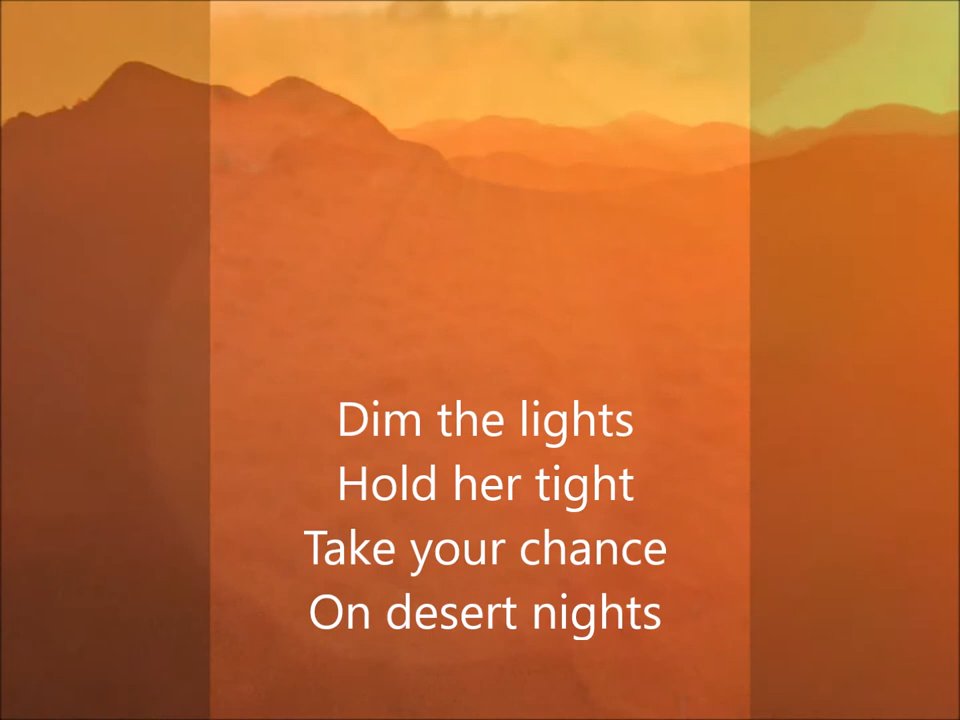 Dim the lights
Hold her tight
Take your chance
On desert nights